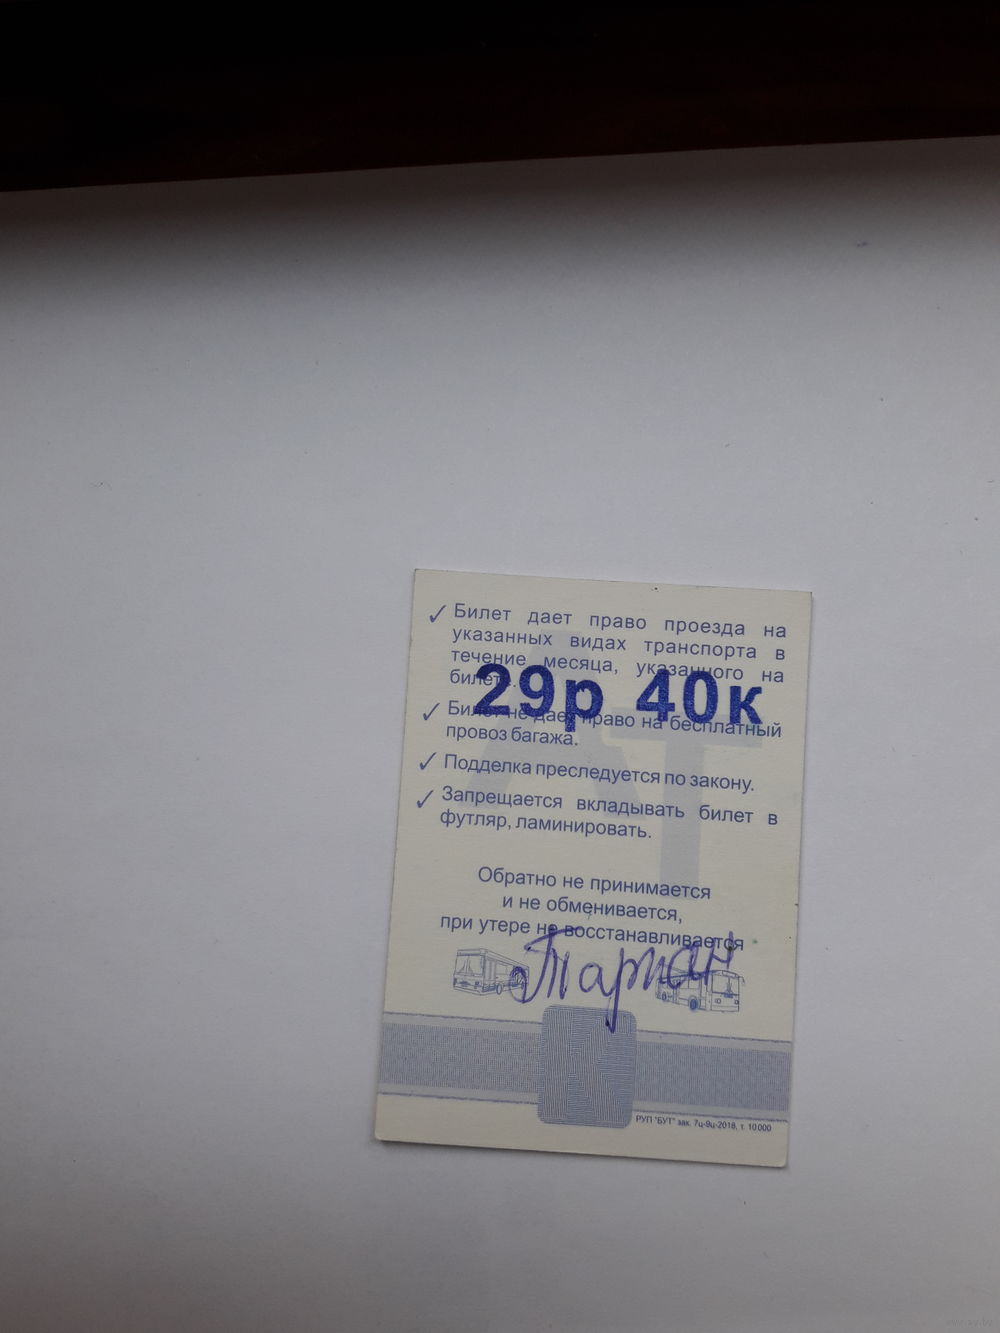 ✓ Билет дает право проезда на
указанных видах транспорта в
течение месяца, указанного на
билете.
29р 40к
✓ Билет не дает право на бесплатный
провоз багажа.
✓ Подделка преследуется по закону.
✓ Запрещается вкладывать билет в
футляр, ламинировать.
Обратно не принимается
и не обменивается,
при утере не восстанавливается
РУП "БУТ" зак. 7ц-9ц-2018, т. 10 000